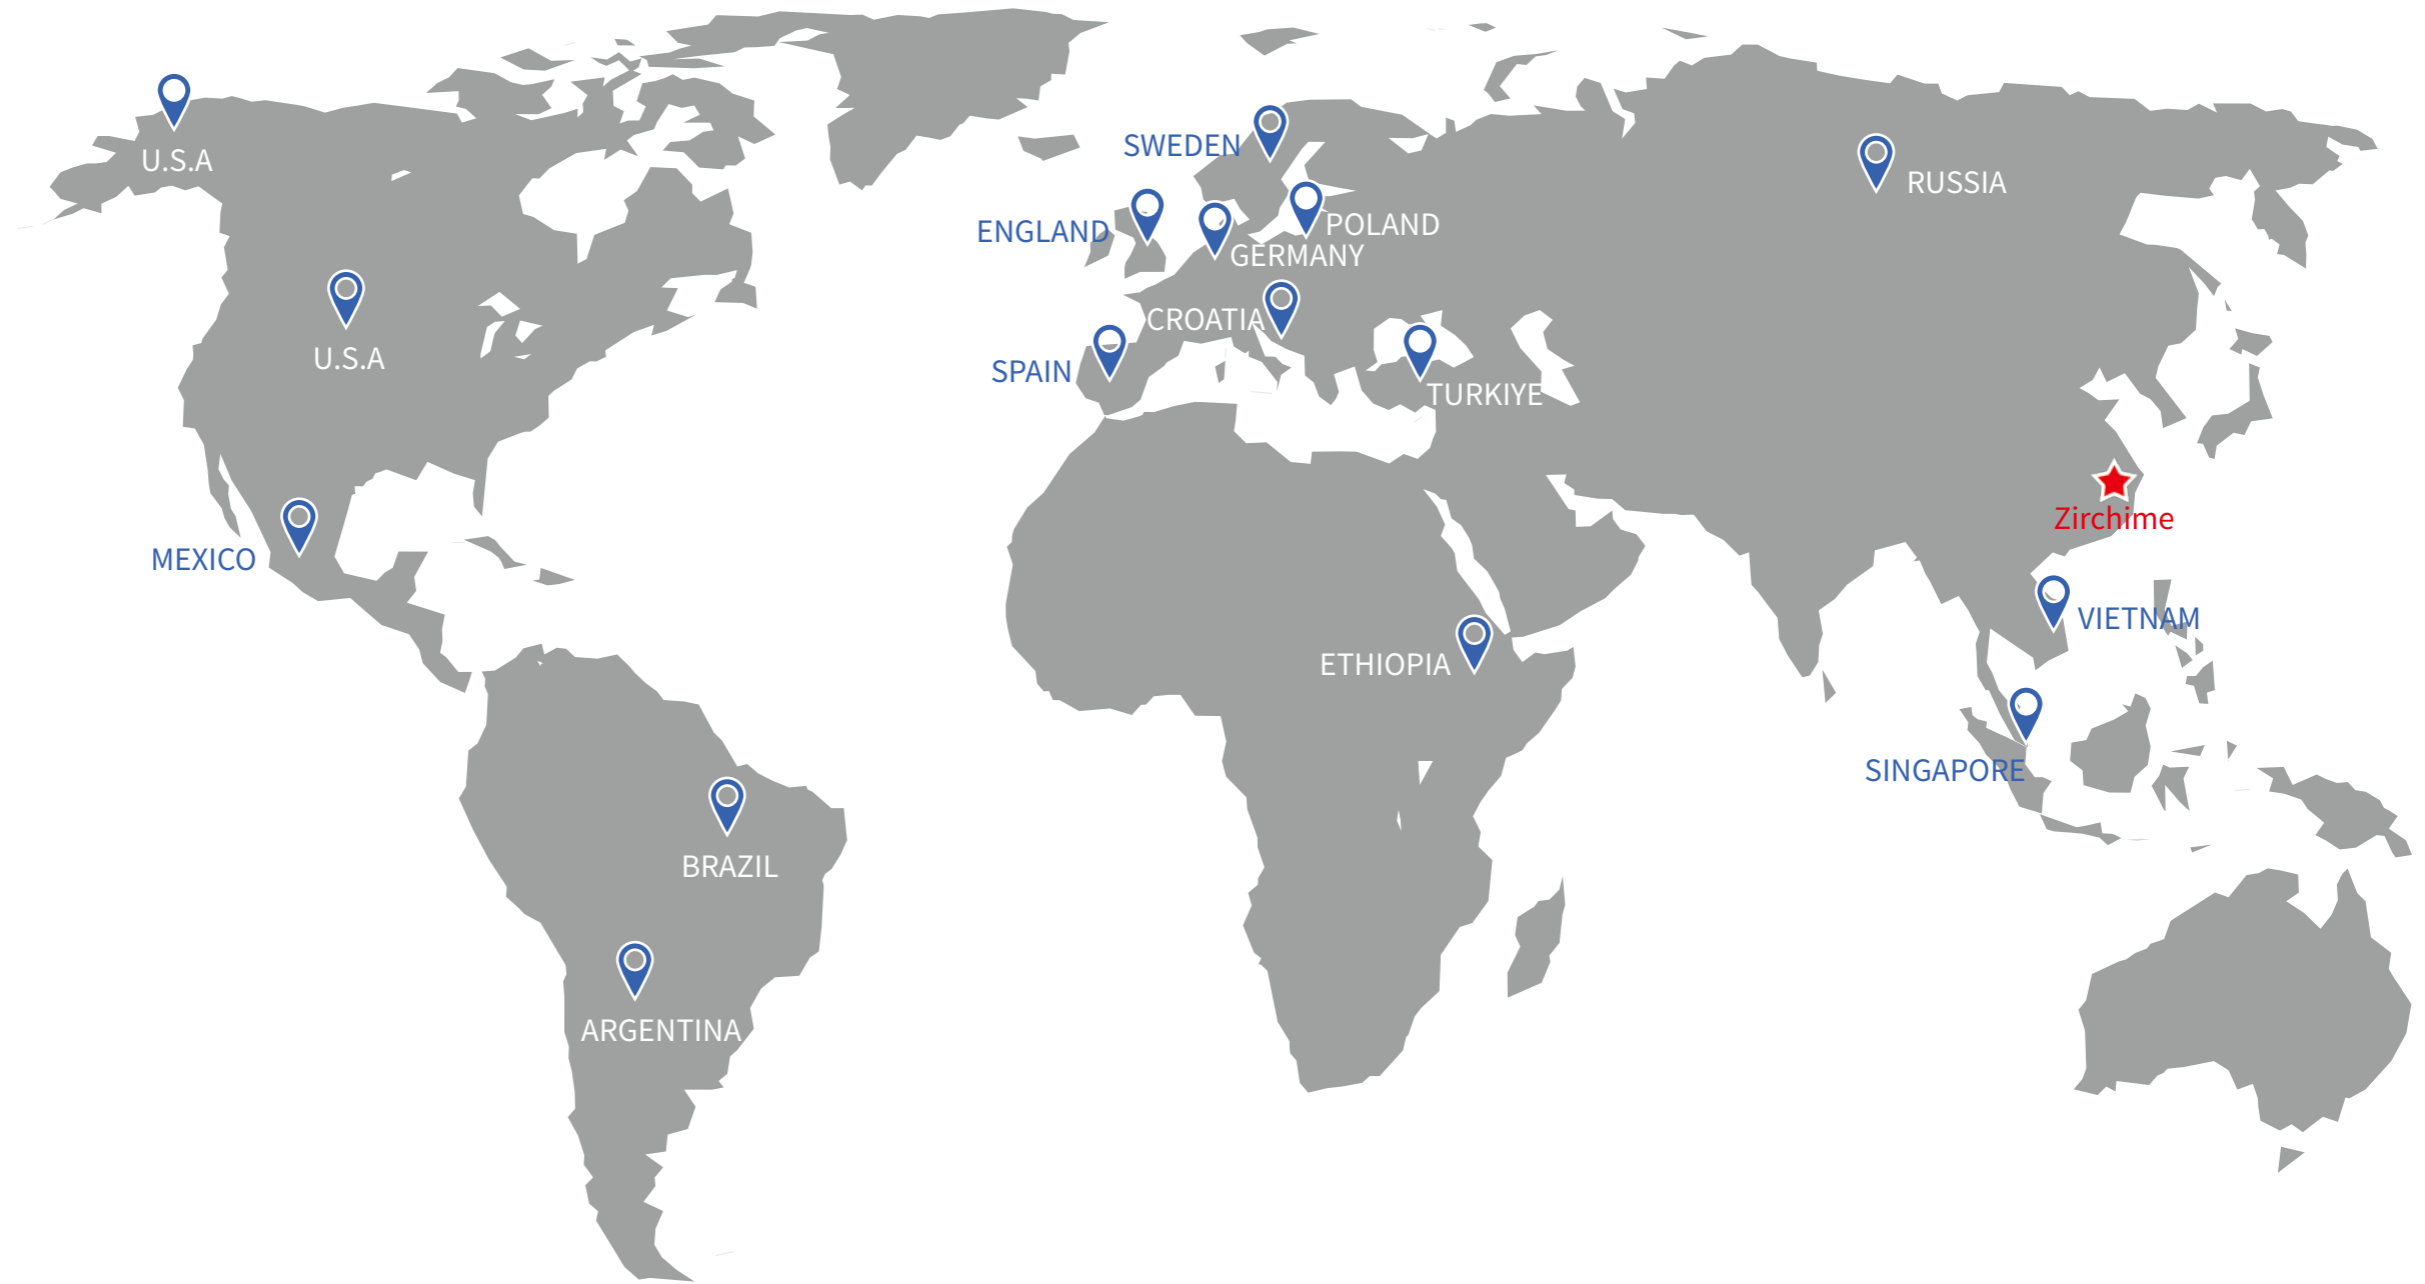 U.S.A
SWEDEN
RUSSIA
ENGLAND
POLAND
GERMANY
CROATIA
U.S.A
SPAIN
TURKIYE
Zirchime
MEXICO
VIETNAM
ETHIOPIA
SINGAPORE
BRAZIL
ARGENTINA